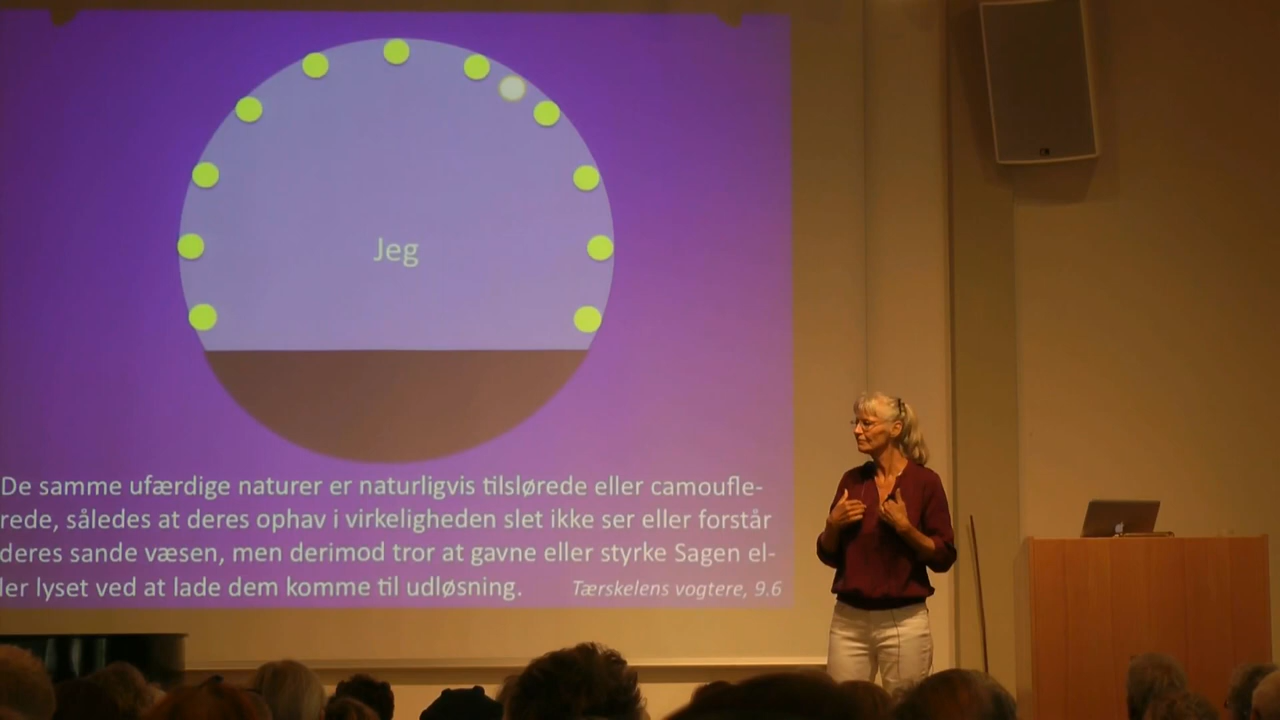 Jeg
De samme ufærdige naturer er naturligvis tilslørede eller camoufle-
rede, således at deres ophav i virkeligheden slet ikke ser eller forstår
deres sande væsen, men derimod tror at gavne eller styrke Sagen el-
ler lyset ved at lade dem komme til udløsning. Tærskelens vogtere, 9.6